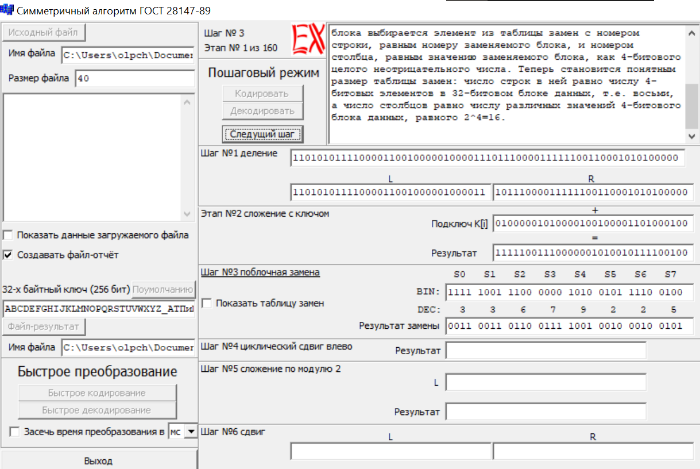 Симметричный алгоритм ГОСТ 28147-89
Исходный файл
Имя файла C:\Users\olpch\Documen
Размер файла 40
Показать данные загружаемого файла
Создавать файл-отчёт
32-х байтный ключ (256 бит) Поумолчанию
ABCDEFGHIJKLMNOPQRSTUVWXYZ_АТПи
Файл-результат
Имя файла C:\Users\olpch\Documen
Быстрое преобразование
Быстрое кодирование
Быстрое декодирование
Засечь время преобразования в мс
Выход
Шаг № 3
Этап № 1 из 160
EX
Пошаговый режим
Кодировать
Декодировать
Следущий шаг
блока выбирается элемент из таблицы замен с номером
строки, равным номеру заменяемого блока, и номером
столбца, равным значению заменяемого блока, как 4-битового
целого неотрицательного числа. Теперь становится понятным
размер таблицы замен: число строк в ней равно числу 4-
битовых элементов в 32-битовом блоке данных, т.е. восьми,
а число столбцов равно числу различных значений 4-битового
блока данных, равного 2^4=16.
Шаг №1 деление 1101010111100001100100000100001110111000011111100110001010100000
L R
11010101111000011001000001000011 10111000011111100110001010100000
Этап №2 сложение с ключом +
Подключ K[i] 01000001010000100100001101000100
=
Результат 11111001110000001010010111100100
Шаг №3 поблочная замена S0 S1 S2 S3 S4 S5 S6 S7
BIN: 1111 1001 1100 0000 1010 0101 1110 0100
Показать таблицу замен DEC: 3 3 6 7 9 2 2 5
Результат замены 0011 0011 0110 0111 1001 0010 0010 0101
Шаг №4 циклический сдвиг влево Результат
Шаг №5 сложение по модулю 2
L
Результат
Шаг №6 сдвиг L R